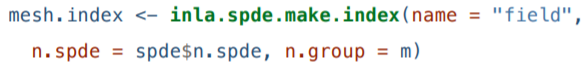 mesh.index <- inla.spde.make.index(name = "field",
n.spde = spde$n.spde, n.group = m)